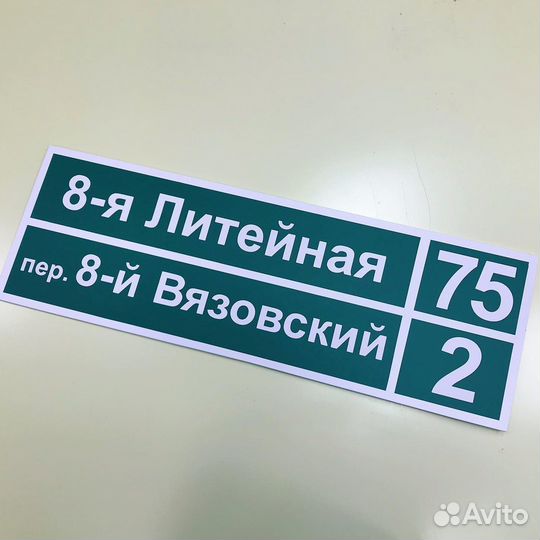 8-я Литейная 75
пер. 8-й Вязовский 2
Avito